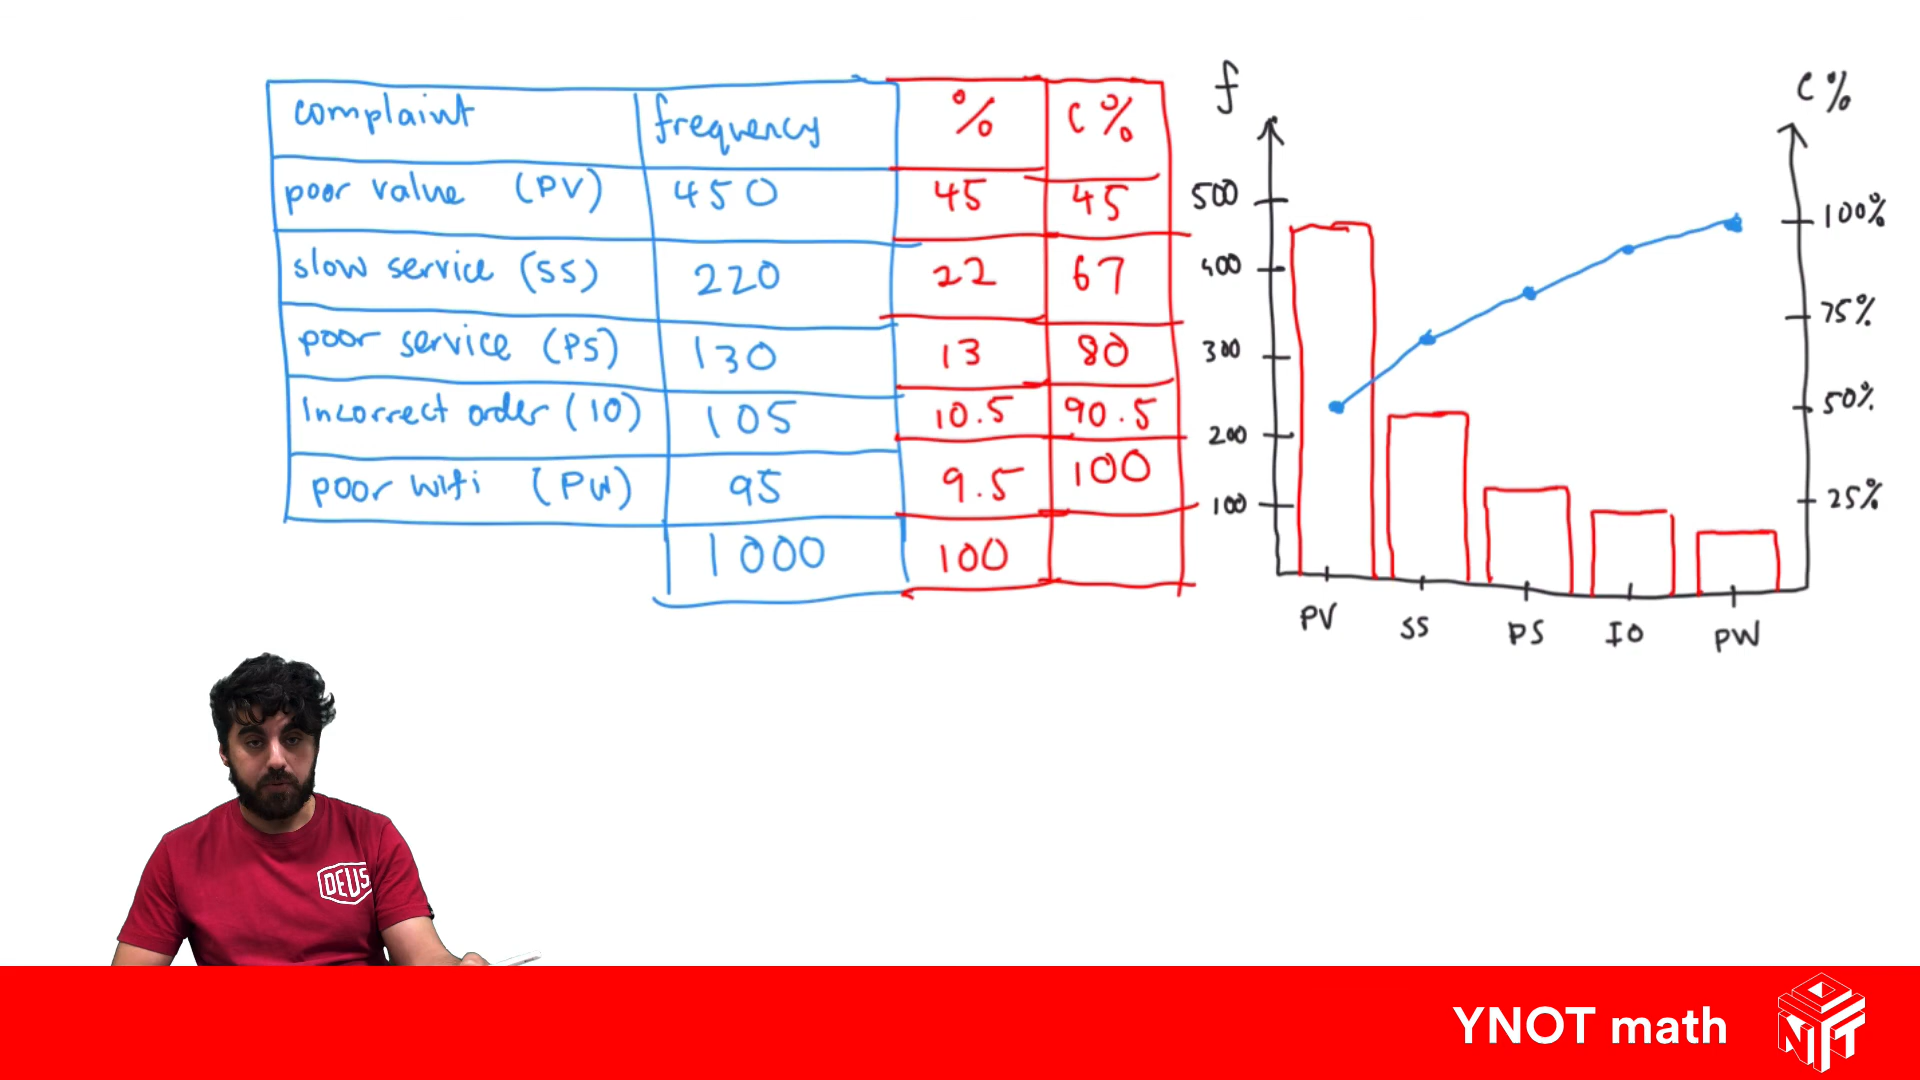 complaint frequency % C%
poor value (PV) 450 45 45
slow service (SS) 220 22 67
poor service (PS) 130 13 80
Incorrect order (IO) 105 10.5 90.5
poor wifi (PW) 95 9.5 100
1000 100
f
500
400
300
200
100
C%
100%
75%
50%
25%
PV SS PS IO PW
DEUS
YNOT math
YNOT